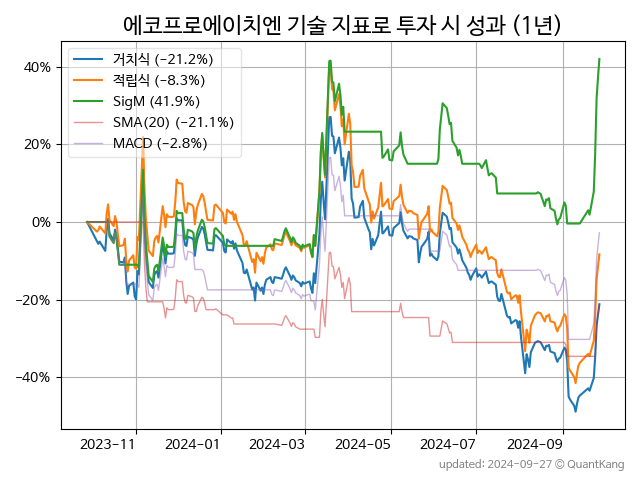 에코프로에이치엔 기술 지표로 투자 시 성과 (1년)
거치식 (−21.2%)
적립식 (−8.3%)
SigM (41.9%)
SMA(20) (−21.1%)
MACD (−2.8%)
40%
20%
0%
−20%
−40%
2023-11
2024-01
2024-03
2024-05
2024-07
2024-09
updated: 2024-09-27 © QuantKang